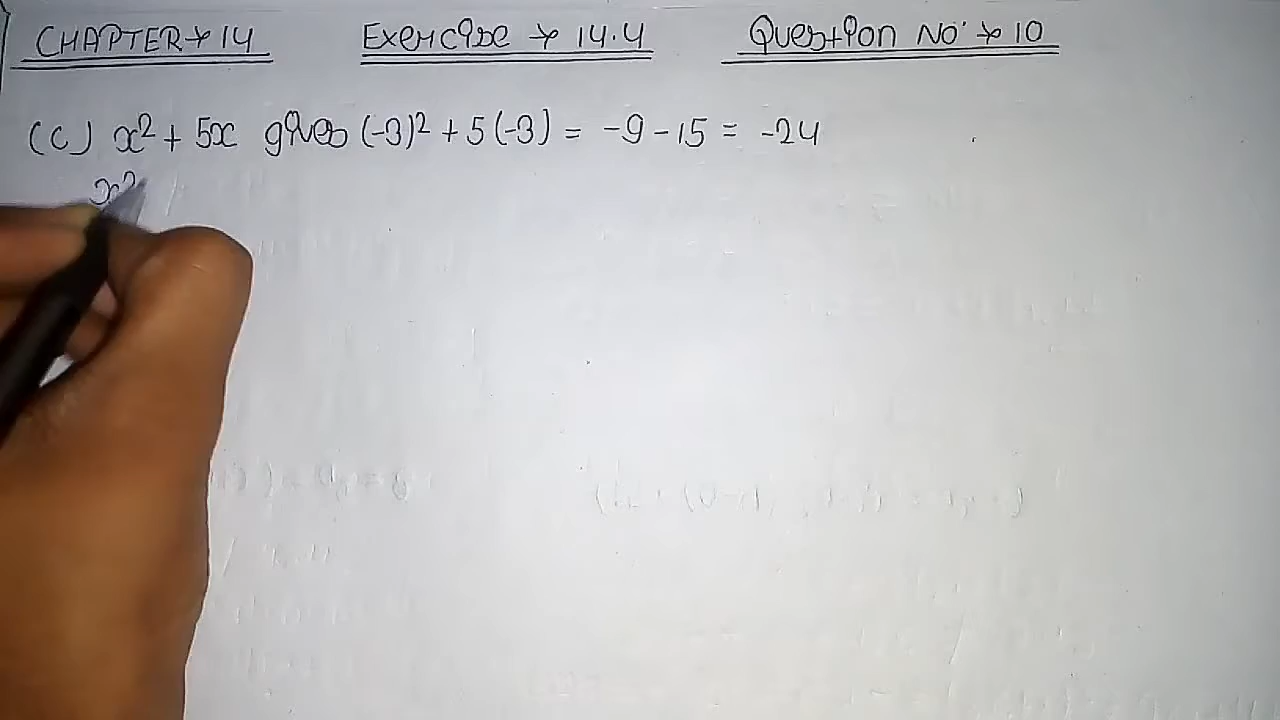 CHAPTER → 14 Exercise → 14.4 Question No. → 10
(c) x² + 5x gives (-3)² + 5(-3) = -9 - 15 = -24
x²